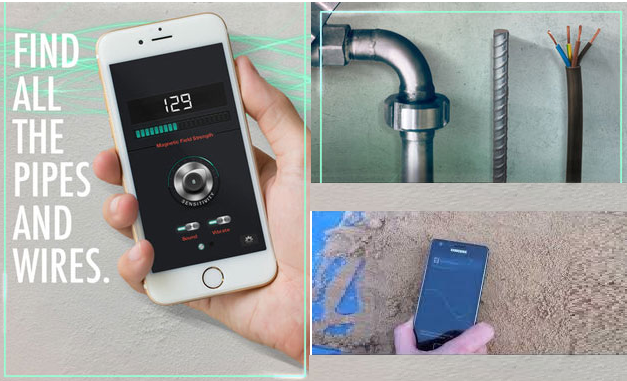 FIND
ALL
THE
PIPES
AND
WIRES.
129
Magnetic Field Strength
SENSITIVITY
Sound
Vibrate
SAMSUNG